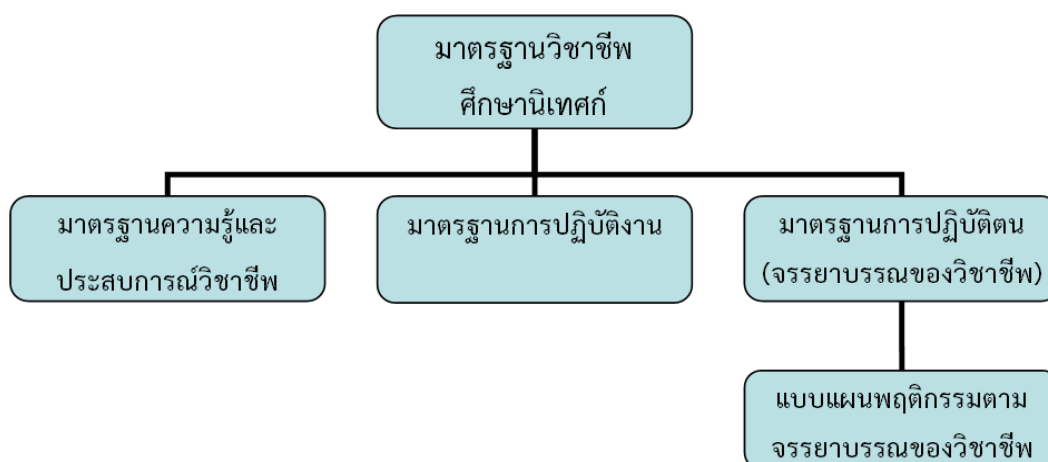 มาตรฐานวิชาชีพ
ศึกษานิเทศก์
มาตรฐานความรู้และ
ประสบการณ์วิชาชีพ
มาตรฐานการปฏิบัติงาน
มาตรฐานการปฏิบัติตน
(จรรยาบรรณของวิชาชีพ)
แบบแผนพฤติกรรมตาม
จรรยาบรรณของวิชาชีพ